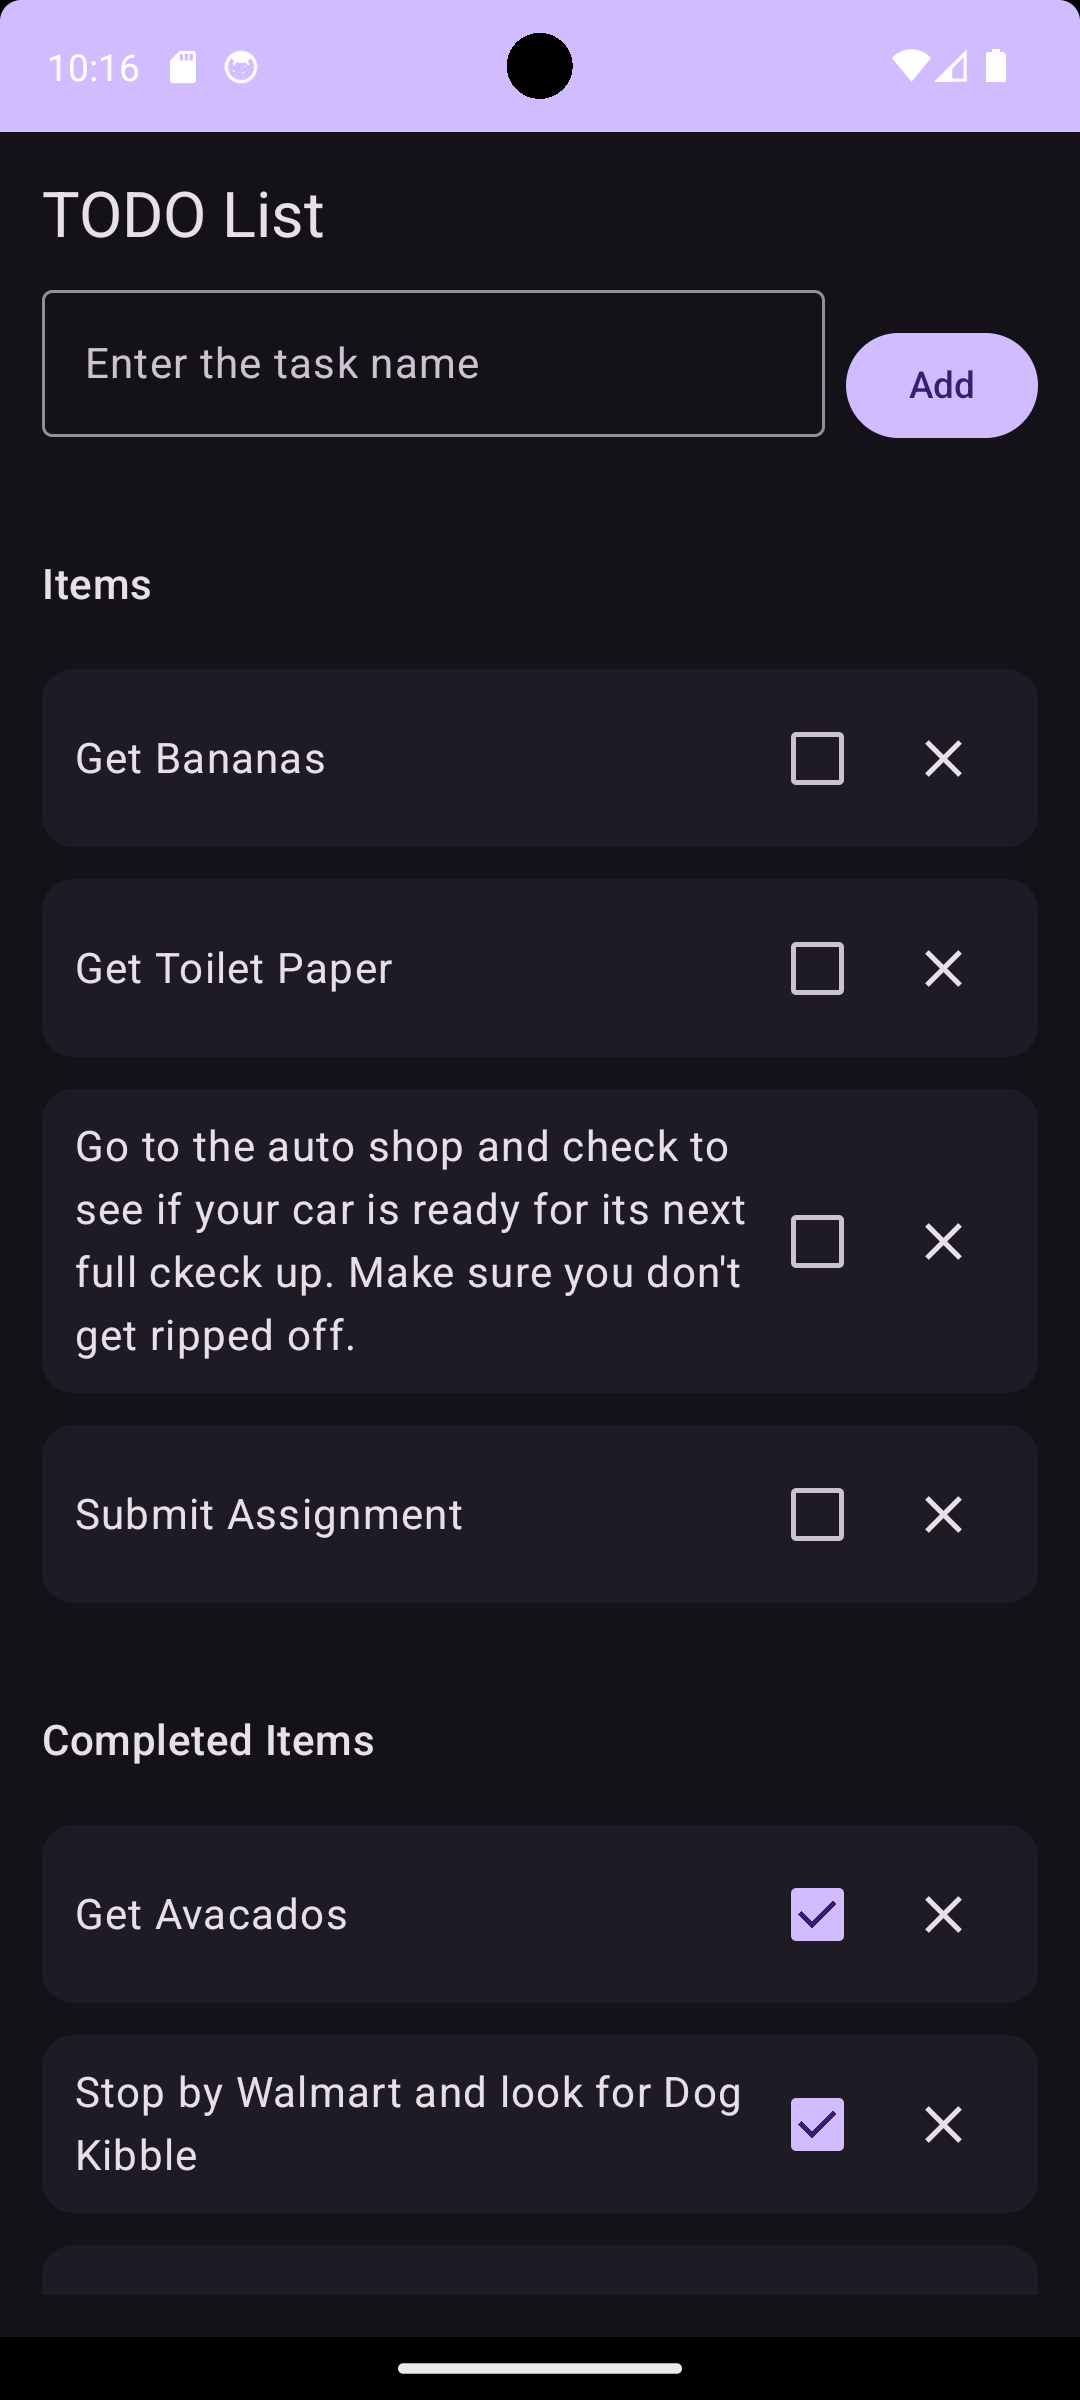 10:16
TODO List
Enter the task name
Add
Items
Get Bananas
Get Toilet Paper
Go to the auto shop and check to
see if your car is ready for its next
full ckeck up. Make sure you don't
get ripped off.
Submit Assignment
Completed Items
Get Avacados
Stop by Walmart and look for Dog
Kibble